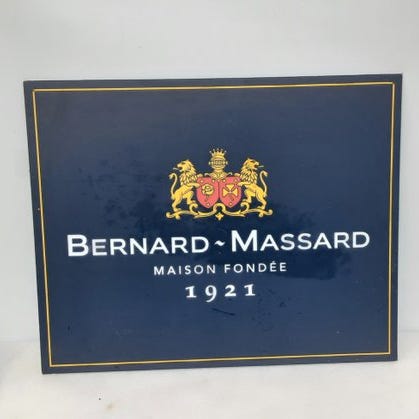 BERNARD ~ MASSARD
MAISON FONDÉE
1921